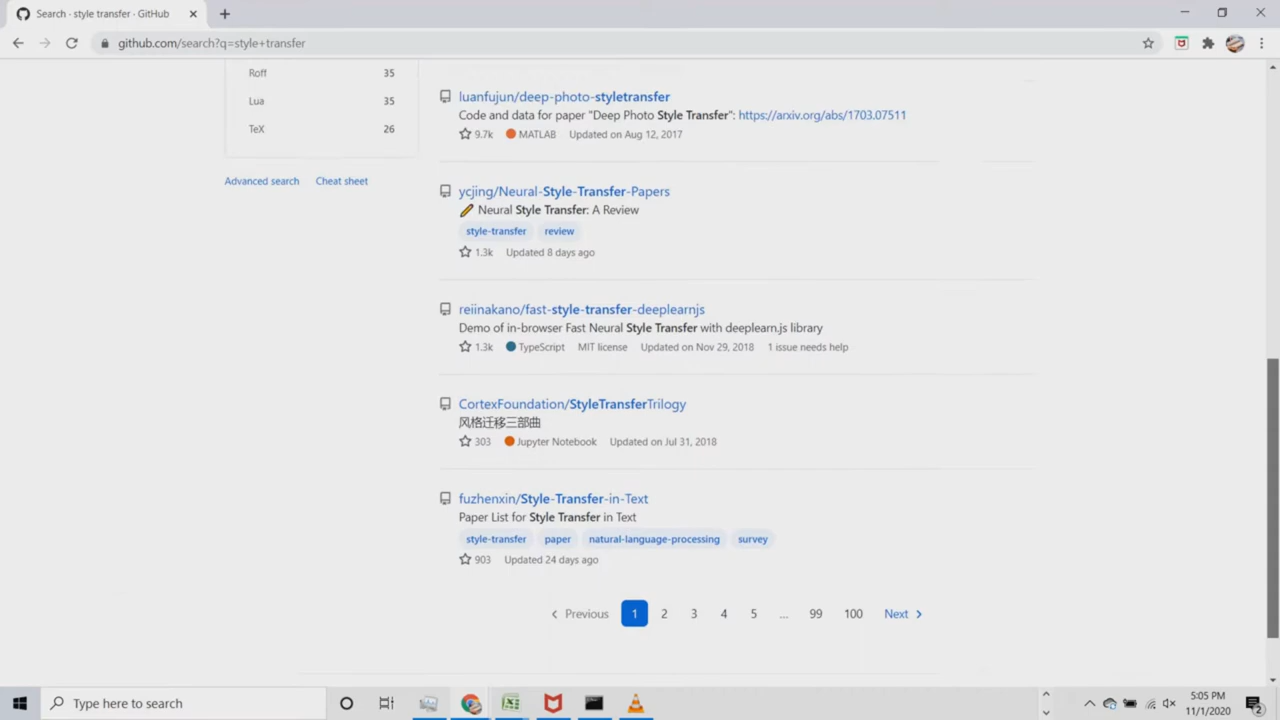 Search · style transfer · GitHub
github.com/search?q=style+transfer
Roff 35
Lua 35
TeX 26
Advanced search Cheat sheet
luanfujun/deep-photo-styletransfer
Code and data for paper "Deep Photo Style Transfer": https://arxiv.org/abs/1703.07511
9.7k MATLAB Updated on Aug 12, 2017
ycjing/Neural-Style-Transfer-Papers
Neural Style Transfer: A Review
style-transfer review
1.3k Updated 8 days ago
reiinakano/fast-style-transfer-deeplearnjs
Demo of in-browser Fast Neural Style Transfer with deeplearn.js library
1.3k TypeScript MIT license Updated on Nov 29, 2018 1 issue needs help
CortexFoundation/StyleTransferTrilogy
风格迁移三部曲
303 Jupyter Notebook Updated on Jul 31, 2018
fuzhenxin/Style-Transfer-in-Text
Paper List for Style Transfer in Text
style-transfer paper natural-language-processing survey
903 Updated 24 days ago
Previous 1 2 3 4 5 ... 99 100 Next
Type here to search
5:05 PM
11/1/2020
2